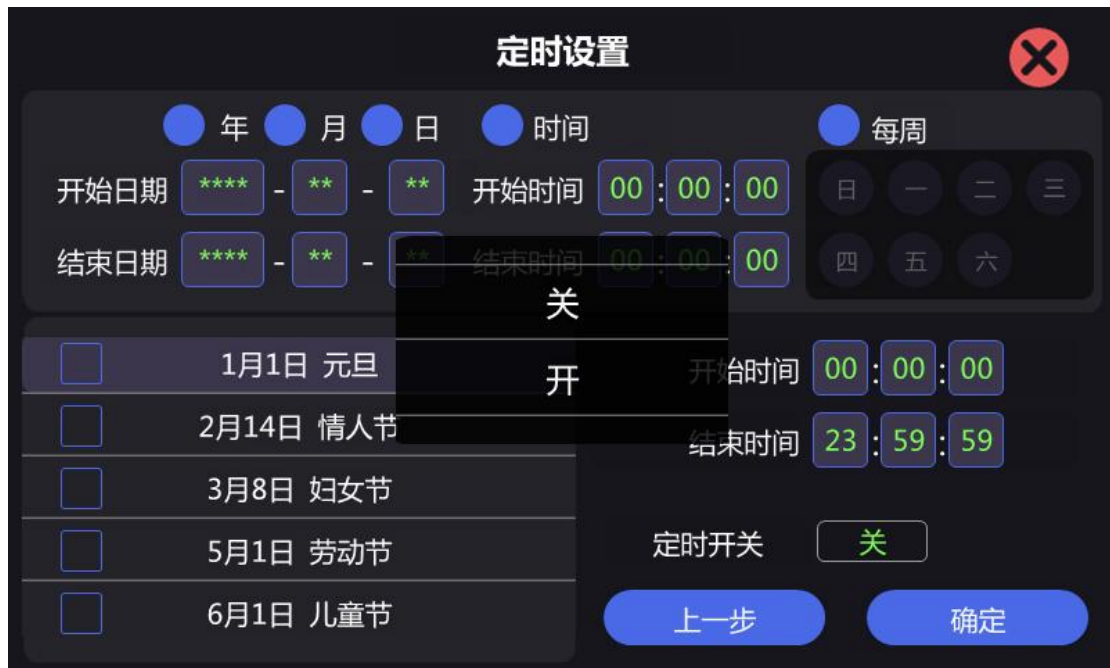 定时设置
年 月 日 时间 每周
开始日期 **** - ** - ** 开始时间 00 : 00 : 00 日 一 二 三
结束日期 **** - ** - ** 结束时间 00 : 00 : 00 四 五 六
关
开
1月1日 元旦
2月14日 情人节
3月8日 妇女节
5月1日 劳动节
6月1日 儿童节
开始时间 00 : 00 : 00
结束时间 23 : 59 : 59
定时开关 关
上一步 确定